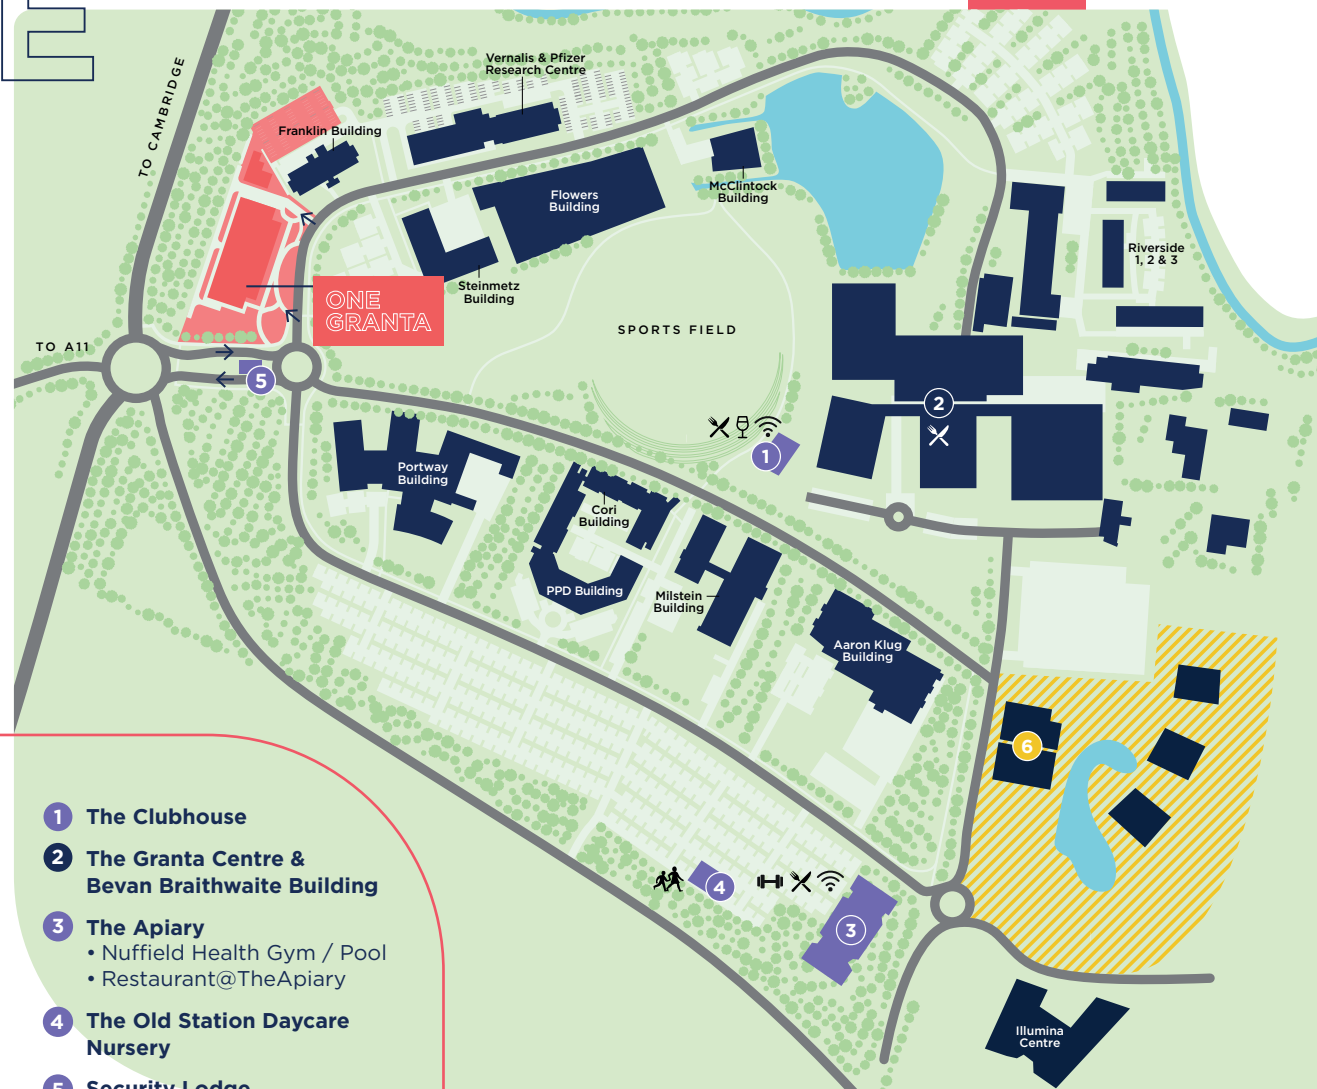 TO CAMBRIDGE
Vernalis & Pfizer
Research Centre
Franklin Building
Flowers
Building
McClintock
Building
Riverside
1, 2 & 3
Steinmetz
Building
ONE
GRANTA
SPORTS FIELD
TO A11
5
2
1
Portway
Building
Cori
Building
PPD Building
Milstein
Building
Aaron Klug
Building
6
4
3
Illumina
Centre
1 The Clubhouse
2 The Granta Centre &
Bevan Braithwaite Building
3 The Apiary
• Nuffield Health Gym / Pool
• Restaurant@TheApiary
4 The Old Station Daycare
Nursery
5 Security Lodge